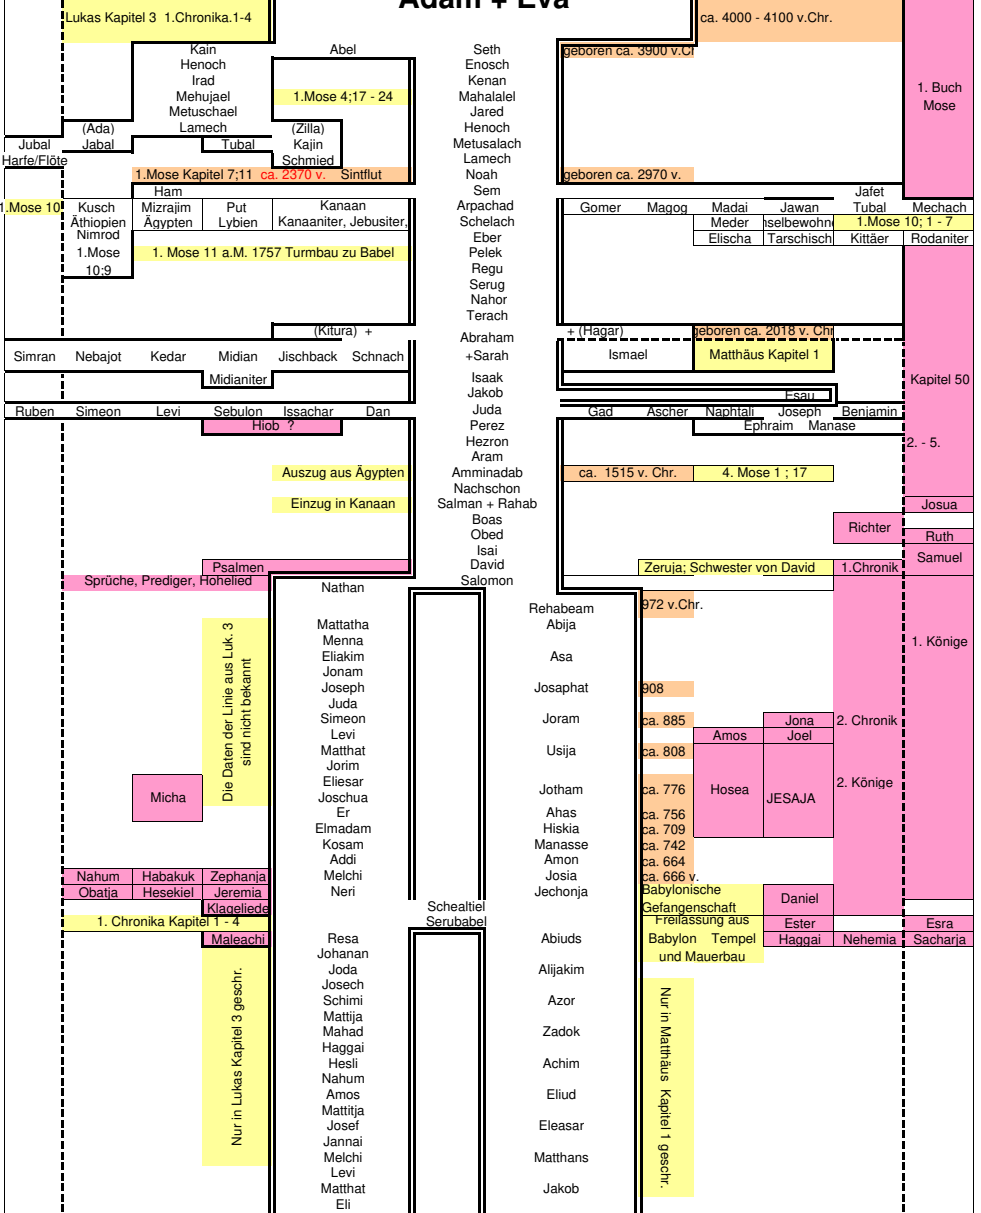 Adam + Eva
Lukas Kapitel 3 1.Chronika.1-4 ca. 4000 - 4100 v.Chr.
Kain Abel Seth geboren ca. 3900 v.Ch
Henoch Enosch
Irad Kenan 1. Buch
Mehujael 1.Mose 4;17 - 24 Mahalalel Mose
Metuschael Jared
(Ada) Lamech (Zilla) Henoch
Jubal Jabal Tubal Kajin Metusalach
Harfe/Flöte Schmied Lamech
1.Mose Kapitel 7;11 ca. 2370 v. Sintflut Noah geboren ca. 2970 v.
Ham Sem Jafet
1.Mose 10 Kusch Mizrajim Put Kanaan Arpachad Gomer Magog Madai Jawan Tubal Mechach
Äthiopien Ägypten Lybien Kanaaniter, Jebusiter, Schelach Meder nselbewohn 1.Mose 10; 1 - 7
Nimrod Eber Elischa Tarschisch Kittäer Rodaniter
1.Mose 1. Mose 11 a.M. 1757 Turmbau zu Babel Pelek
10;9 Regu
Serug
Nahor
Terach
(Kitura) + Abraham + (Hagar) geboren ca. 2018 v. Chr
Simran Nebajot Kedar Midian Jischback Schnach +Sarah Ismael Matthäus Kapitel 1
Midianiter Isaak Kapitel 50
Jakob Esau
Ruben Simeon Levi Sebulon Issachar Dan Juda Gad Ascher Naphtali Joseph Benjamin
Hiob ? Perez Ephraim Manase
Hezron 2. - 5.
Aram
Auszug aus Ägypten Amminadab ca. 1515 v. Chr. 4. Mose 1 ; 17
Nachschon
Einzug in Kanaan Salman + Rahab Josua
Boas Richter
Obed Ruth
Isai Samuel
Psalmen David Zeruja; Schwester von David 1.Chronik
Sprüche, Prediger, Hohelied Salomon
Nathan
Rehabeam 972 v.Chr.
Mattatha Abija
Menna 1. Könige
Eliakim Asa
Jonam
Joseph Josaphat 908
Juda
Simeon Joram ca. 885 Jona 2. Chronik
Levi Amos Joel
Matthat Usija ca. 808
Jorim
Die Daten der Linie aus Luk. 3
sind nicht bekannt
Eliesar 2. Könige
Micha Joschua Jotham ca. 776 Hosea JESAJA
Er Ahas ca. 756
Elmadam Hiskia ca. 709
Kosam Manasse ca. 742
Addi Amon ca. 664
Nahum Habakuk Zephanja Melchi Josia ca. 666 v.
Obatja Hesekiel Jeremia Neri Jechonja Babylonische Daniel
Klageliede Schealtiel Gefangenschaft
1. Chronika Kapitel 1 - 4 Serubabel Freilassung aus Ester Esra
Maleachi Resa Abiuds Babylon Tempel Haggai Nehemia Sacharja
Johanan und Mauerbau
Joda Alijakim
Josech
Schimi Azor
Mattija
Mahad Zadok
Haggai
Hesli Achim
Nahum
Amos Eliud
Mattitja
Josef Eleasar
Jannai
Melchi Matthans
Levi
Matthat Jakob
Eli
Nur in Lukas Kapitel 3 geschr.
Nur in Matthäus Kapitel 1 geschr.